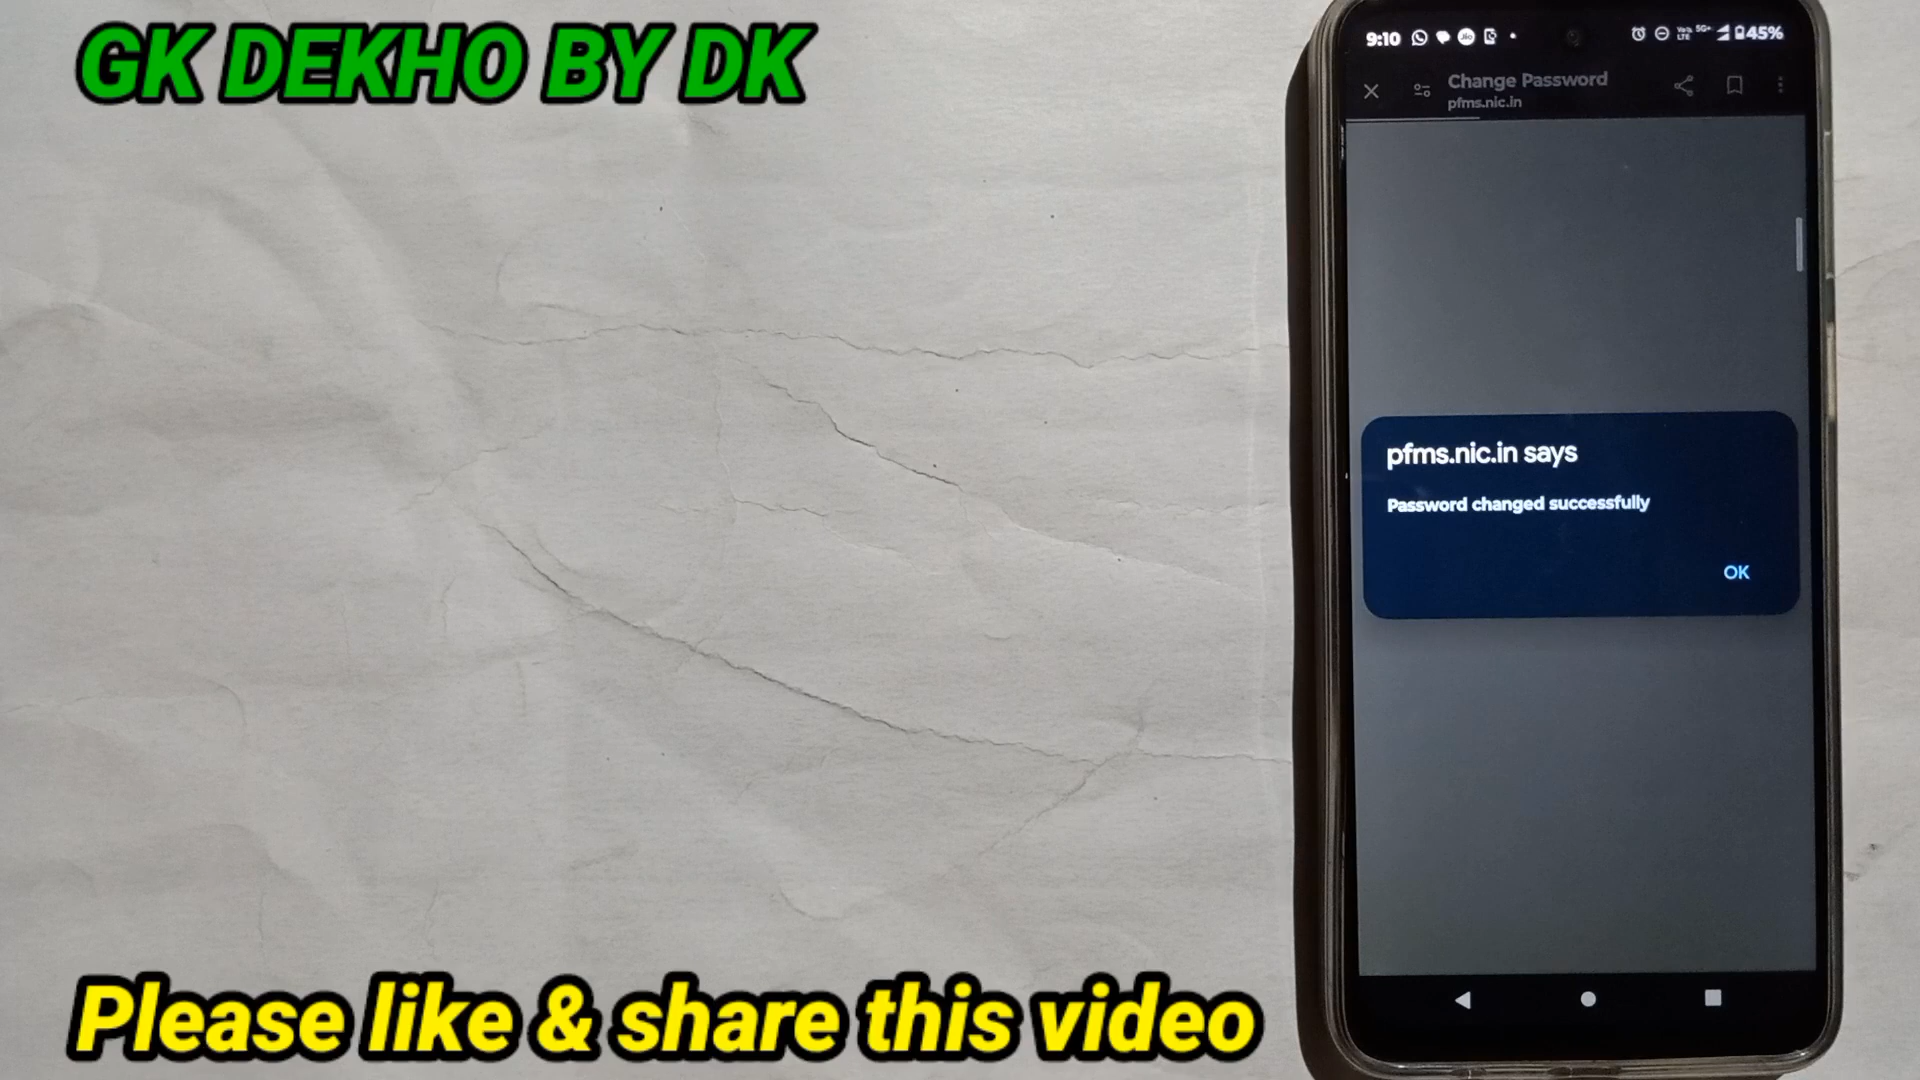 GK DEKHO BY DK
9:10
45%
Change Password
pfms.nic.in
pfms.nic.in says
Password changed successfully
OK
Please like & share this video